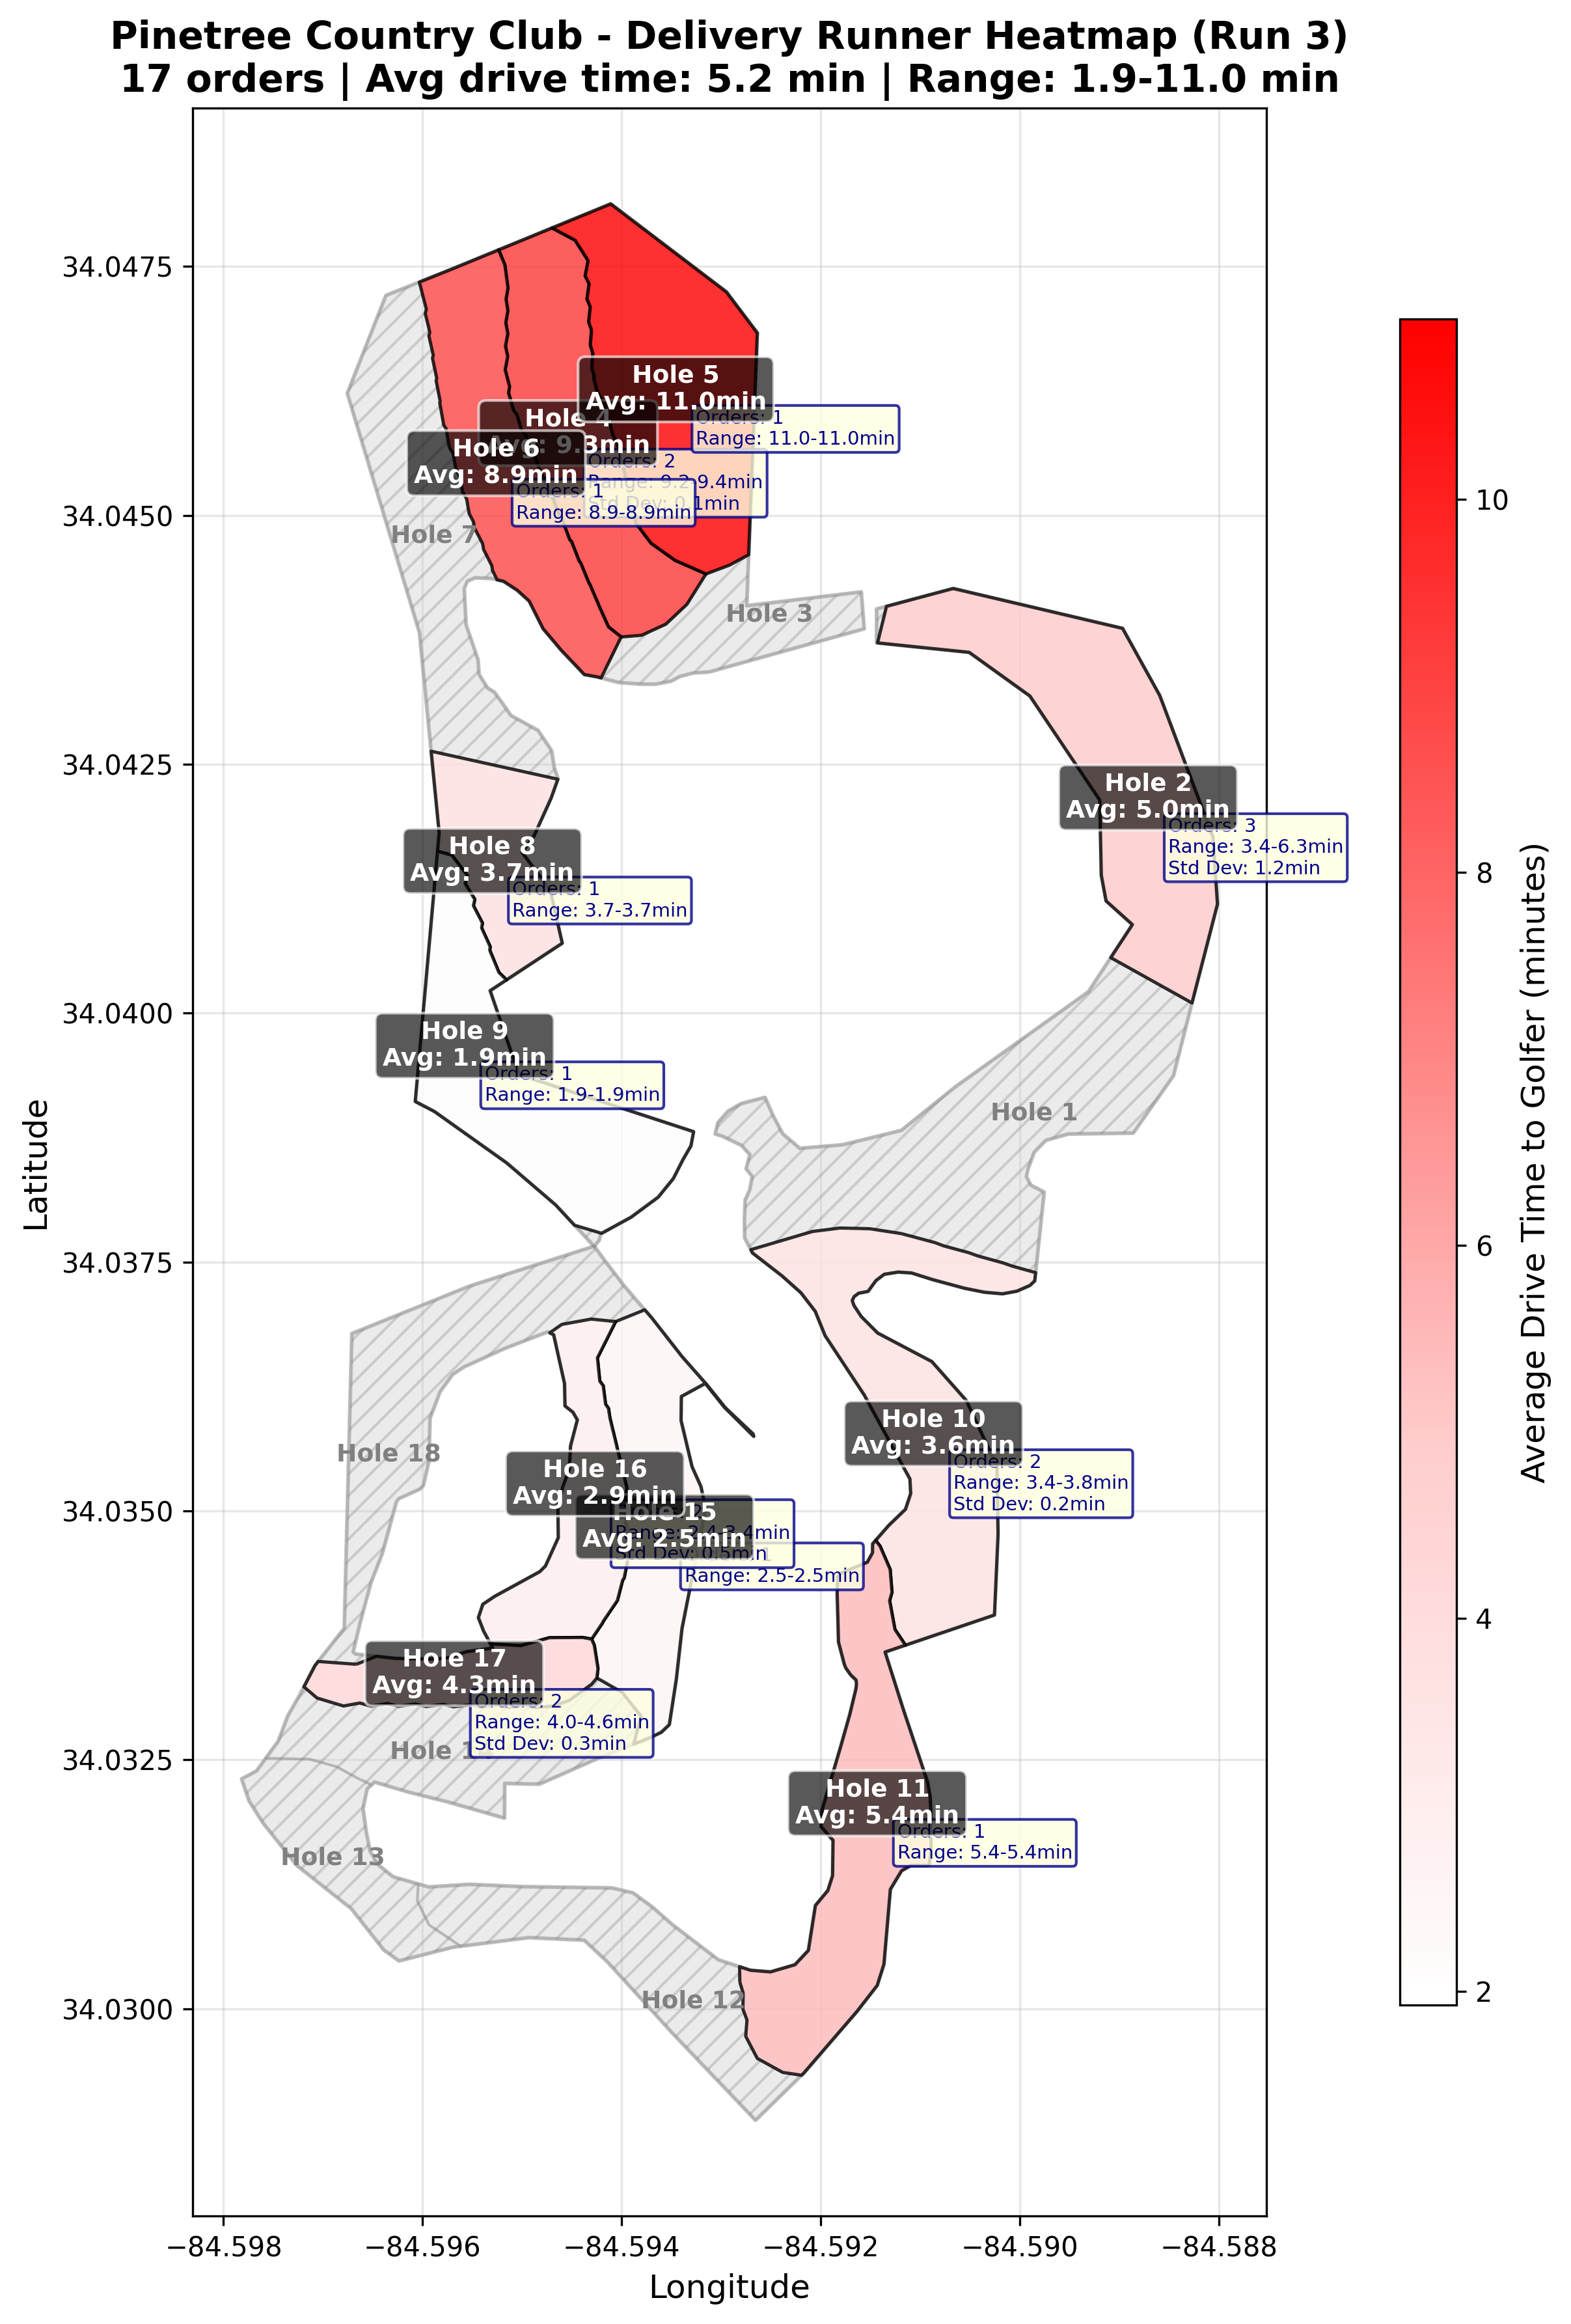 Pinetree Country Club - Delivery Runner Heatmap (Run 3)
17 orders | Avg drive time: 5.2 min | Range: 1.9-11.0 min
34.0475
34.0450
34.0425
34.0400
34.0375
34.0350
34.0325
34.0300
Latitude
−84.598
−84.596
−84.594
−84.592
−84.590
−84.588
Longitude
Hole 5
Avg: 11.0min
Orders: 1
Range: 11.0-11.0min
Hole 4
Avg: 9.3min
Orders: 2
Range: 9.2-9.4min
Std Dev: 0.1min
Hole 6
Avg: 8.9min
Orders: 1
Range: 8.9-8.9min
Hole 7
Hole 3
Hole 2
Avg: 5.0min
Orders: 3
Range: 3.4-6.3min
Std Dev: 1.2min
Hole 8
Avg: 3.7min
Orders: 1
Range: 3.7-3.7min
Hole 9
Avg: 1.9min
Orders: 1
Range: 1.9-1.9min
Hole 1
Hole 10
Avg: 3.6min
Orders: 2
Range: 3.4-3.8min
Std Dev: 0.2min
Hole 18
Hole 16
Avg: 2.9min
Range: 2.4-3.4min
Std Dev: 0.5min
Hole 15
Avg: 2.5min
Range: 2.5-2.5min
Hole 17
Avg: 4.3min
Orders: 2
Range: 4.0-4.6min
Std Dev: 0.3min
Hole
Hole 11
Avg: 5.4min
Orders: 1
Range: 5.4-5.4min
Hole 13
Hole 12
10
8
6
4
2
Average Drive Time to Golfer (minutes)